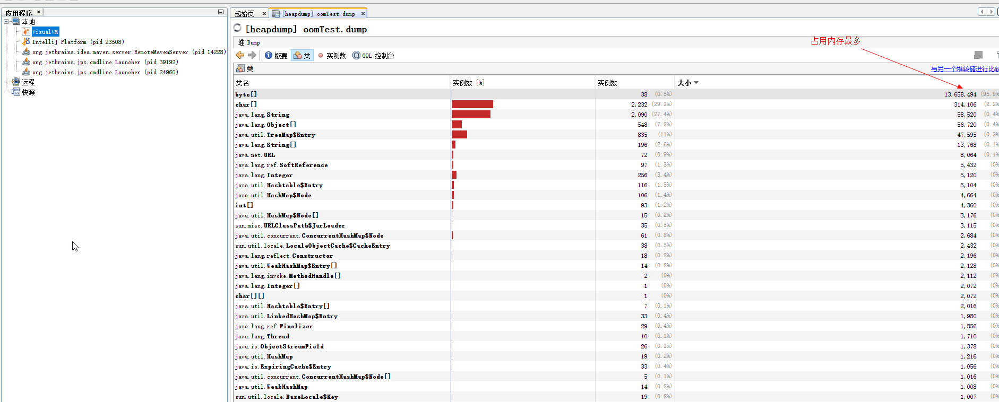 应用程序 ×
本地
VisualVM
IntelliJ Platform (pid 23508)
org.jetbrains.idea.maven.server.RemoteMavenServer (pid 14228)
org.jetbrains.jps.cmdline.Launcher (pid 39192)
org.jetbrains.jps.cmdline.Launcher (pid 24960)
远程
快照
起始页 × [heapdump] oomTest.dump ×
[heapdump] oomTest.dump
堆 Dump
占用内存最多
概要 类 实例数 OQL 控制台
类 与另一个堆转储进行比较
类名 实例数 [%] 实例数 大小
byte[] 38 (0.5%) 13,658,494 (95.9%
char[] 2,232 (29.3%) 314,106 (2.2%
java.lang.String 2,090 (27.4%) 58,520 (0.4%
java.lang.Object[] 548 (7.2%) 56,720 (0.4%
java.util.TreeMap$Entry 835 (11%) 47,595 (0.3%
java.lang.String[] 196 (2.6%) 13,768 (0.1%
java.net.URL 72 (0.9%) 8,064 (0.1%
java.lang.ref.SoftReference 97 (1.3%) 5,432 (0%
java.lang.Integer 256 (3.4%) 5,120 (0%
java.util.Hashtable$Entry 116 (1.5%) 5,104 (0%
java.util.HashMap$Node 106 (1.4%) 4,664 (0%
int[] 93 (1.2%) 4,360 (0%
java.util.HashMap$Node[] 15 (0.2%) 3,176 (0%
sun.misc.URLClassPath$JarLoader 35 (0.5%) 3,115 (0%
java.util.concurrent.ConcurrentHashMap$Node 61 (0.8%) 2,684 (0%
sun.util.locale.LocaleObjectCache$CacheEntry 38 (0.5%) 2,432 (0%
java.lang.reflect.Constructor 18 (0.2%) 2,196 (0%
java.util.WeakHashMap$Entry[] 14 (0.2%) 2,128 (0%
java.lang.invoke.MethodHandle[] 2 (0%) 2,112 (0%
java.lang.Integer[] 1 (0%) 2,072 (0%
char[][] 1 (0%) 2,072 (0%
java.util.Hashtable$Entry[] 7 (0.1%) 2,016 (0%
java.util.LinkedHashMap$Entry 33 (0.4%) 1,980 (0%
java.lang.ref.Finalizer 29 (0.4%) 1,856 (0%
java.lang.Thread 10 (0.1%) 1,710 (0%
java.io.ObjectStreamField 26 (0.3%) 1,378 (0%
java.util.HashMap 19 (0.2%) 1,216 (0%
java.io.ExpiringCache$Entry 33 (0.4%) 1,056 (0%
java.util.concurrent.ConcurrentHashMap$Node[] 5 (0.1%) 1,016 (0%
java.util.WeakHashMap 14 (0.2%) 1,008 (0%
sun.util.locale.BaseLocale$Key 19 (0.2%) 1,007 (0%